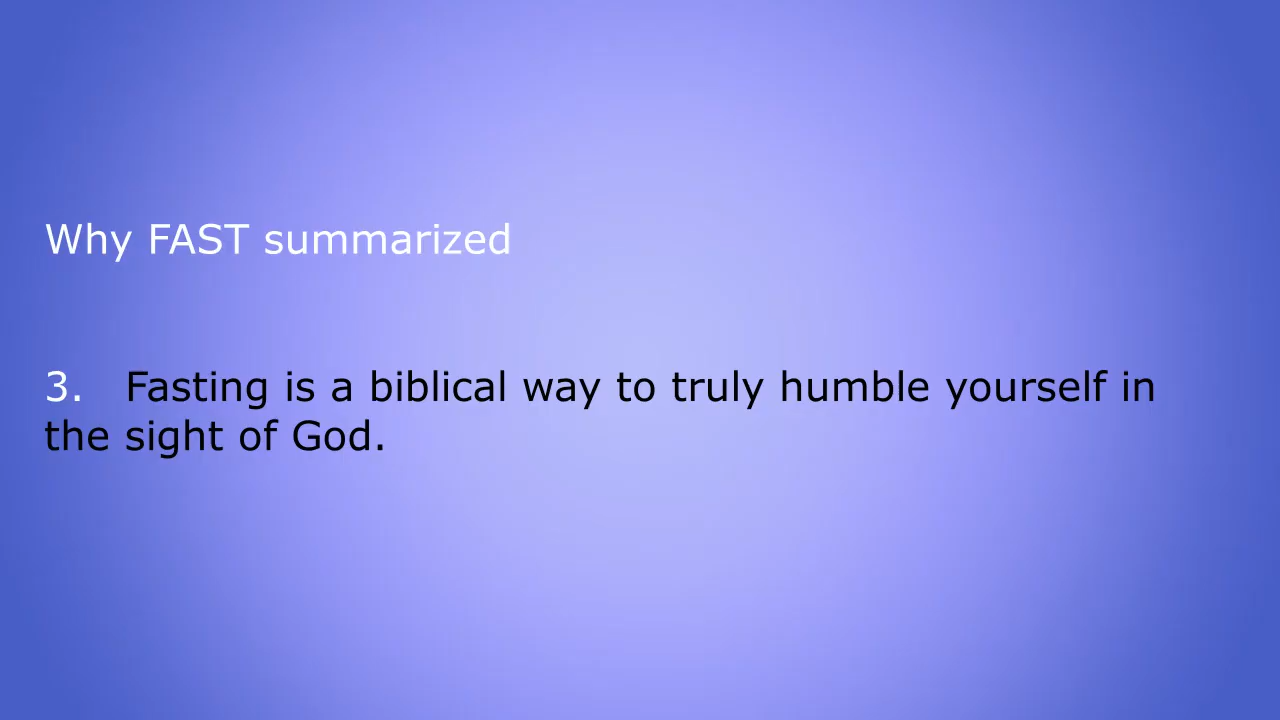 Why FAST summarized
3. Fasting is a biblical way to truly humble yourself in
the sight of God.